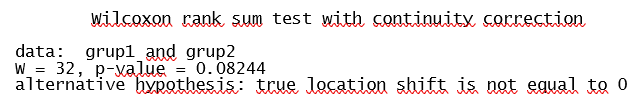 Wilcoxon rank sum test with continuity correction
data:  grup1 and grup2
W = 32, p-value = 0.08244
alternative hypothesis: true location shift is not equal to 0